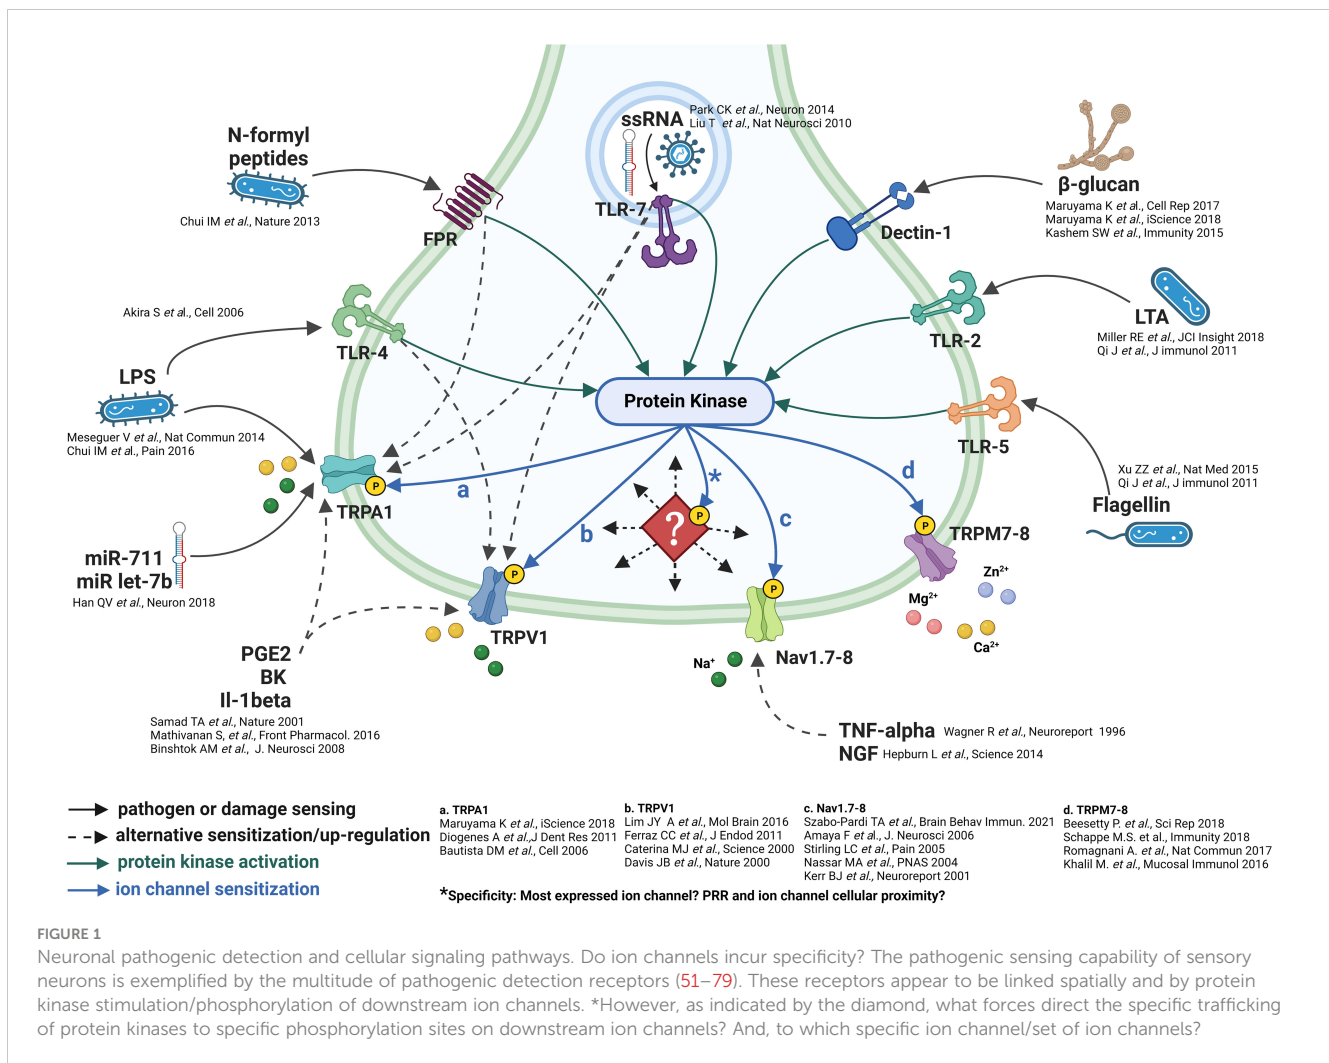 N-formyl
peptides
Chui IM et al., Nature 2013
FPR
ssRNA
Park CK et al., Neuron 2014
Liu T et al., Nat Neurosci 2010
TLR-7
β-glucan
Maruyama K et al., Cell Rep 2017
Maruyama K et al., iScience 2018
Kashem SW et al., Immunity 2015
Dectin-1
Akira S et al., Cell 2006
TLR-4
LPS
Meseguer V et al., Nat Commun 2014
Chui IM et al., Pain 2016
TLR-2
LTA
Miller RE et al., JCI Insight 2018
Qi J et al., J immunol 2011
Protein Kinase
TLR-5
Xu ZZ et al., Nat Med 2015
Qi J et al., J immunol 2011
Flagellin
a
b
*
c
d
P
P
P
P
P
?
TRPA1
miR-711
miR let-7b
Han QV et al., Neuron 2018
TRPM7-8
Zn2+
Mg2+
Ca2+
TRPV1
Na+
Nav1.7-8
PGE2
BK
Il-1beta
Samad TA et al., Nature 2001
Mathivanan S, et al., Front Pharmacol. 2016
Binshtok AM et al., J. Neurosci 2008
TNF-alpha Wagner R et al., Neuroreport 1996
NGF Hepburn L et al., Science 2014
pathogen or damage sensing
alternative sensitization/up-regulation
protein kinase activation
ion channel sensitization
a. TRPA1
Maruyama K et al., iScience 2018
Diogenes A et al.,J Dent Res 2011
Bautista DM et al., Cell 2006
b. TRPV1
Lim JY A et al., Mol Brain 2016
Ferraz CC et al., J Endod 2011
Caterina MJ et al., Science 2000
Davis JB et al., Nature 2000
c. Nav1.7-8
Szabo-Pardi TA et al., Brain Behav Immun. 2021
Amaya F et al., J. Neurosci 2006
Stirling LC et al., Pain 2005
Nassar MA et al., PNAS 2004
Kerr BJ et al., Neuroreport 2001
d. TRPM7-8
Beesetty P. et al., Sci Rep 2018
Schappe M.S. et al., Immunity 2018
Romagnani A. et al., Nat Commun 2017
Khalil M. et al., Mucosal Immunol 2016
*Specificity: Most expressed ion channel? PRR and ion channel cellular proximity?
FIGURE 1
Neuronal pathogenic detection and cellular signaling pathways. Do ion channels incur specificity? The pathogenic sensing capability of sensory
neurons is exemplified by the multitude of pathogenic detection receptors (51–79). These receptors appear to be linked spatially and by protein
kinase stimulation/phosphorylation of downstream ion channels. *However, as indicated by the diamond, what forces direct the specific trafficking
of protein kinases to specific phosphorylation sites on downstream ion channels? And, to which specific ion channel/set of ion channels?